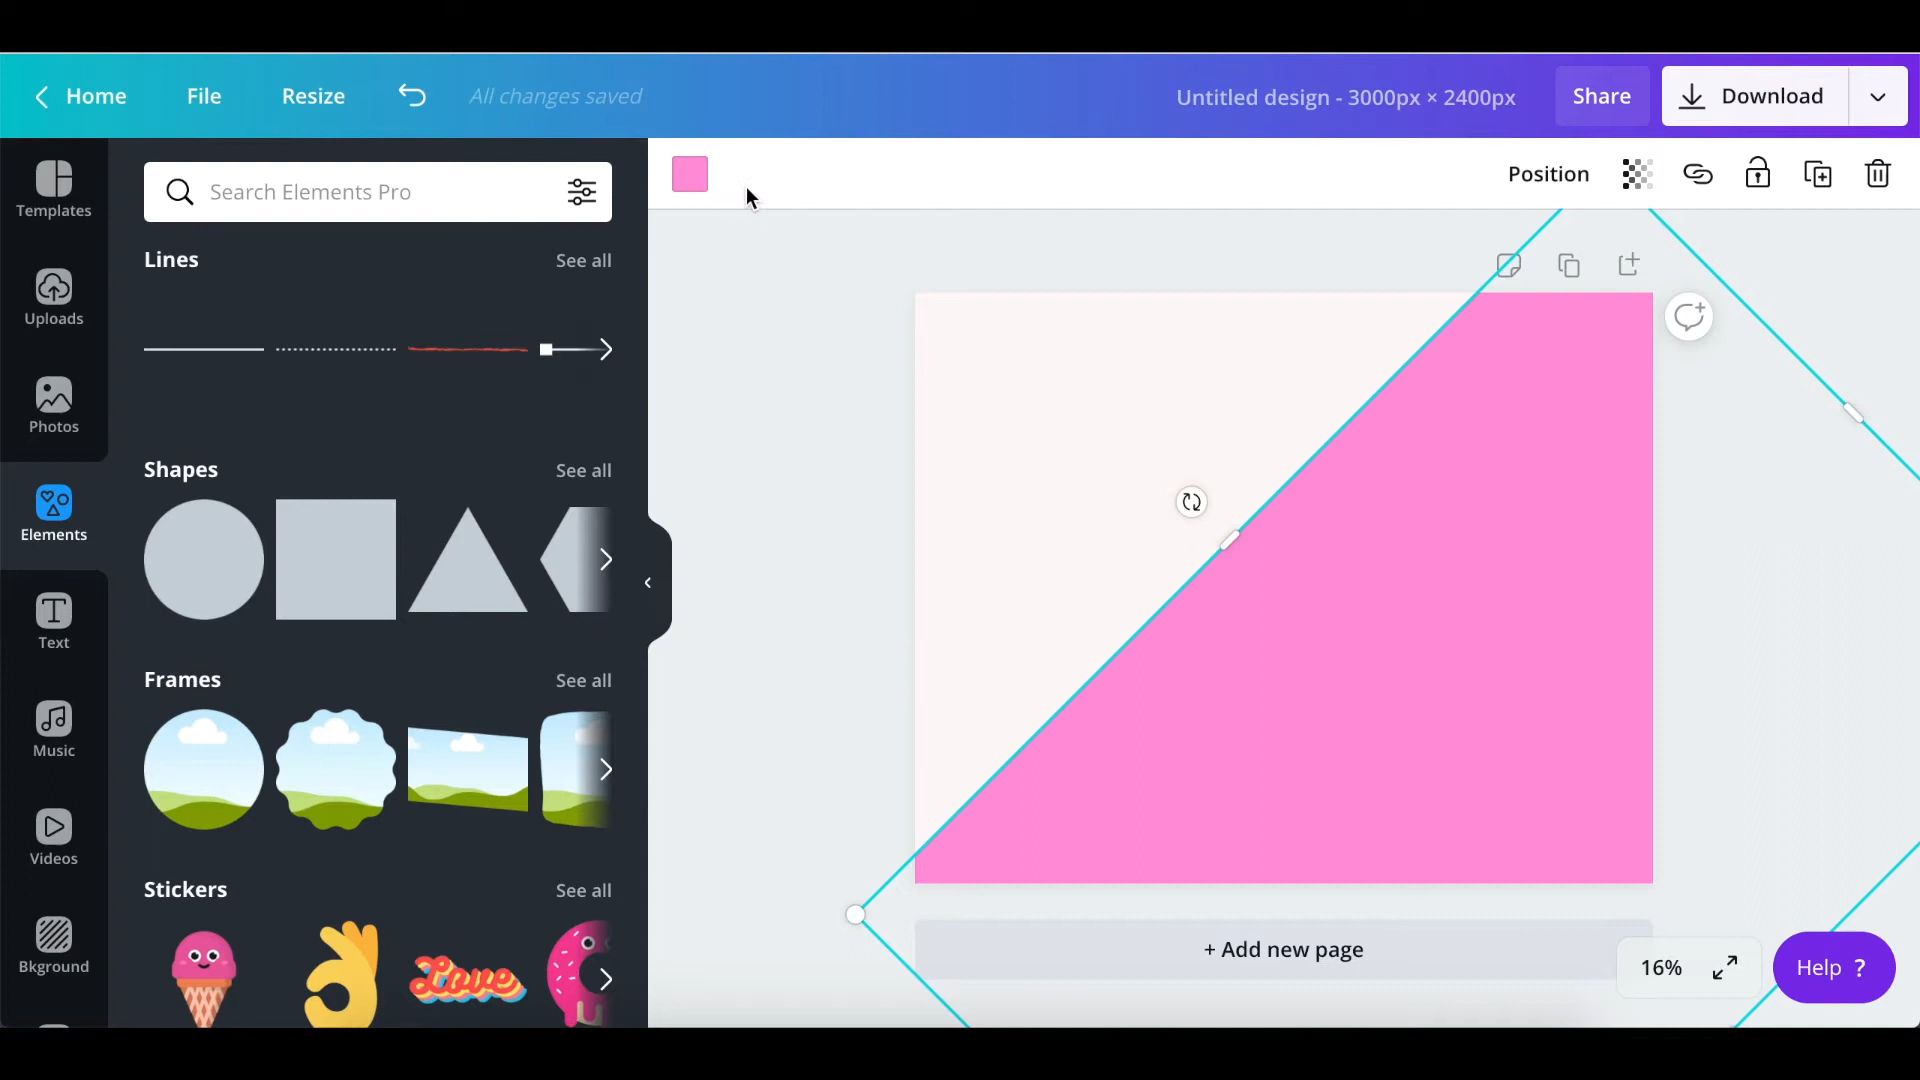 Home File Resize All changes saved Untitled design - 3000px × 2400px Share Download
Templates
Uploads
Photos
Elements
Text
Music
Videos
Bkground
Search Elements Pro
Lines See all
Shapes See all
Frames See all
Stickers See all
Love
Position
+ Add new page
16%
Help ?